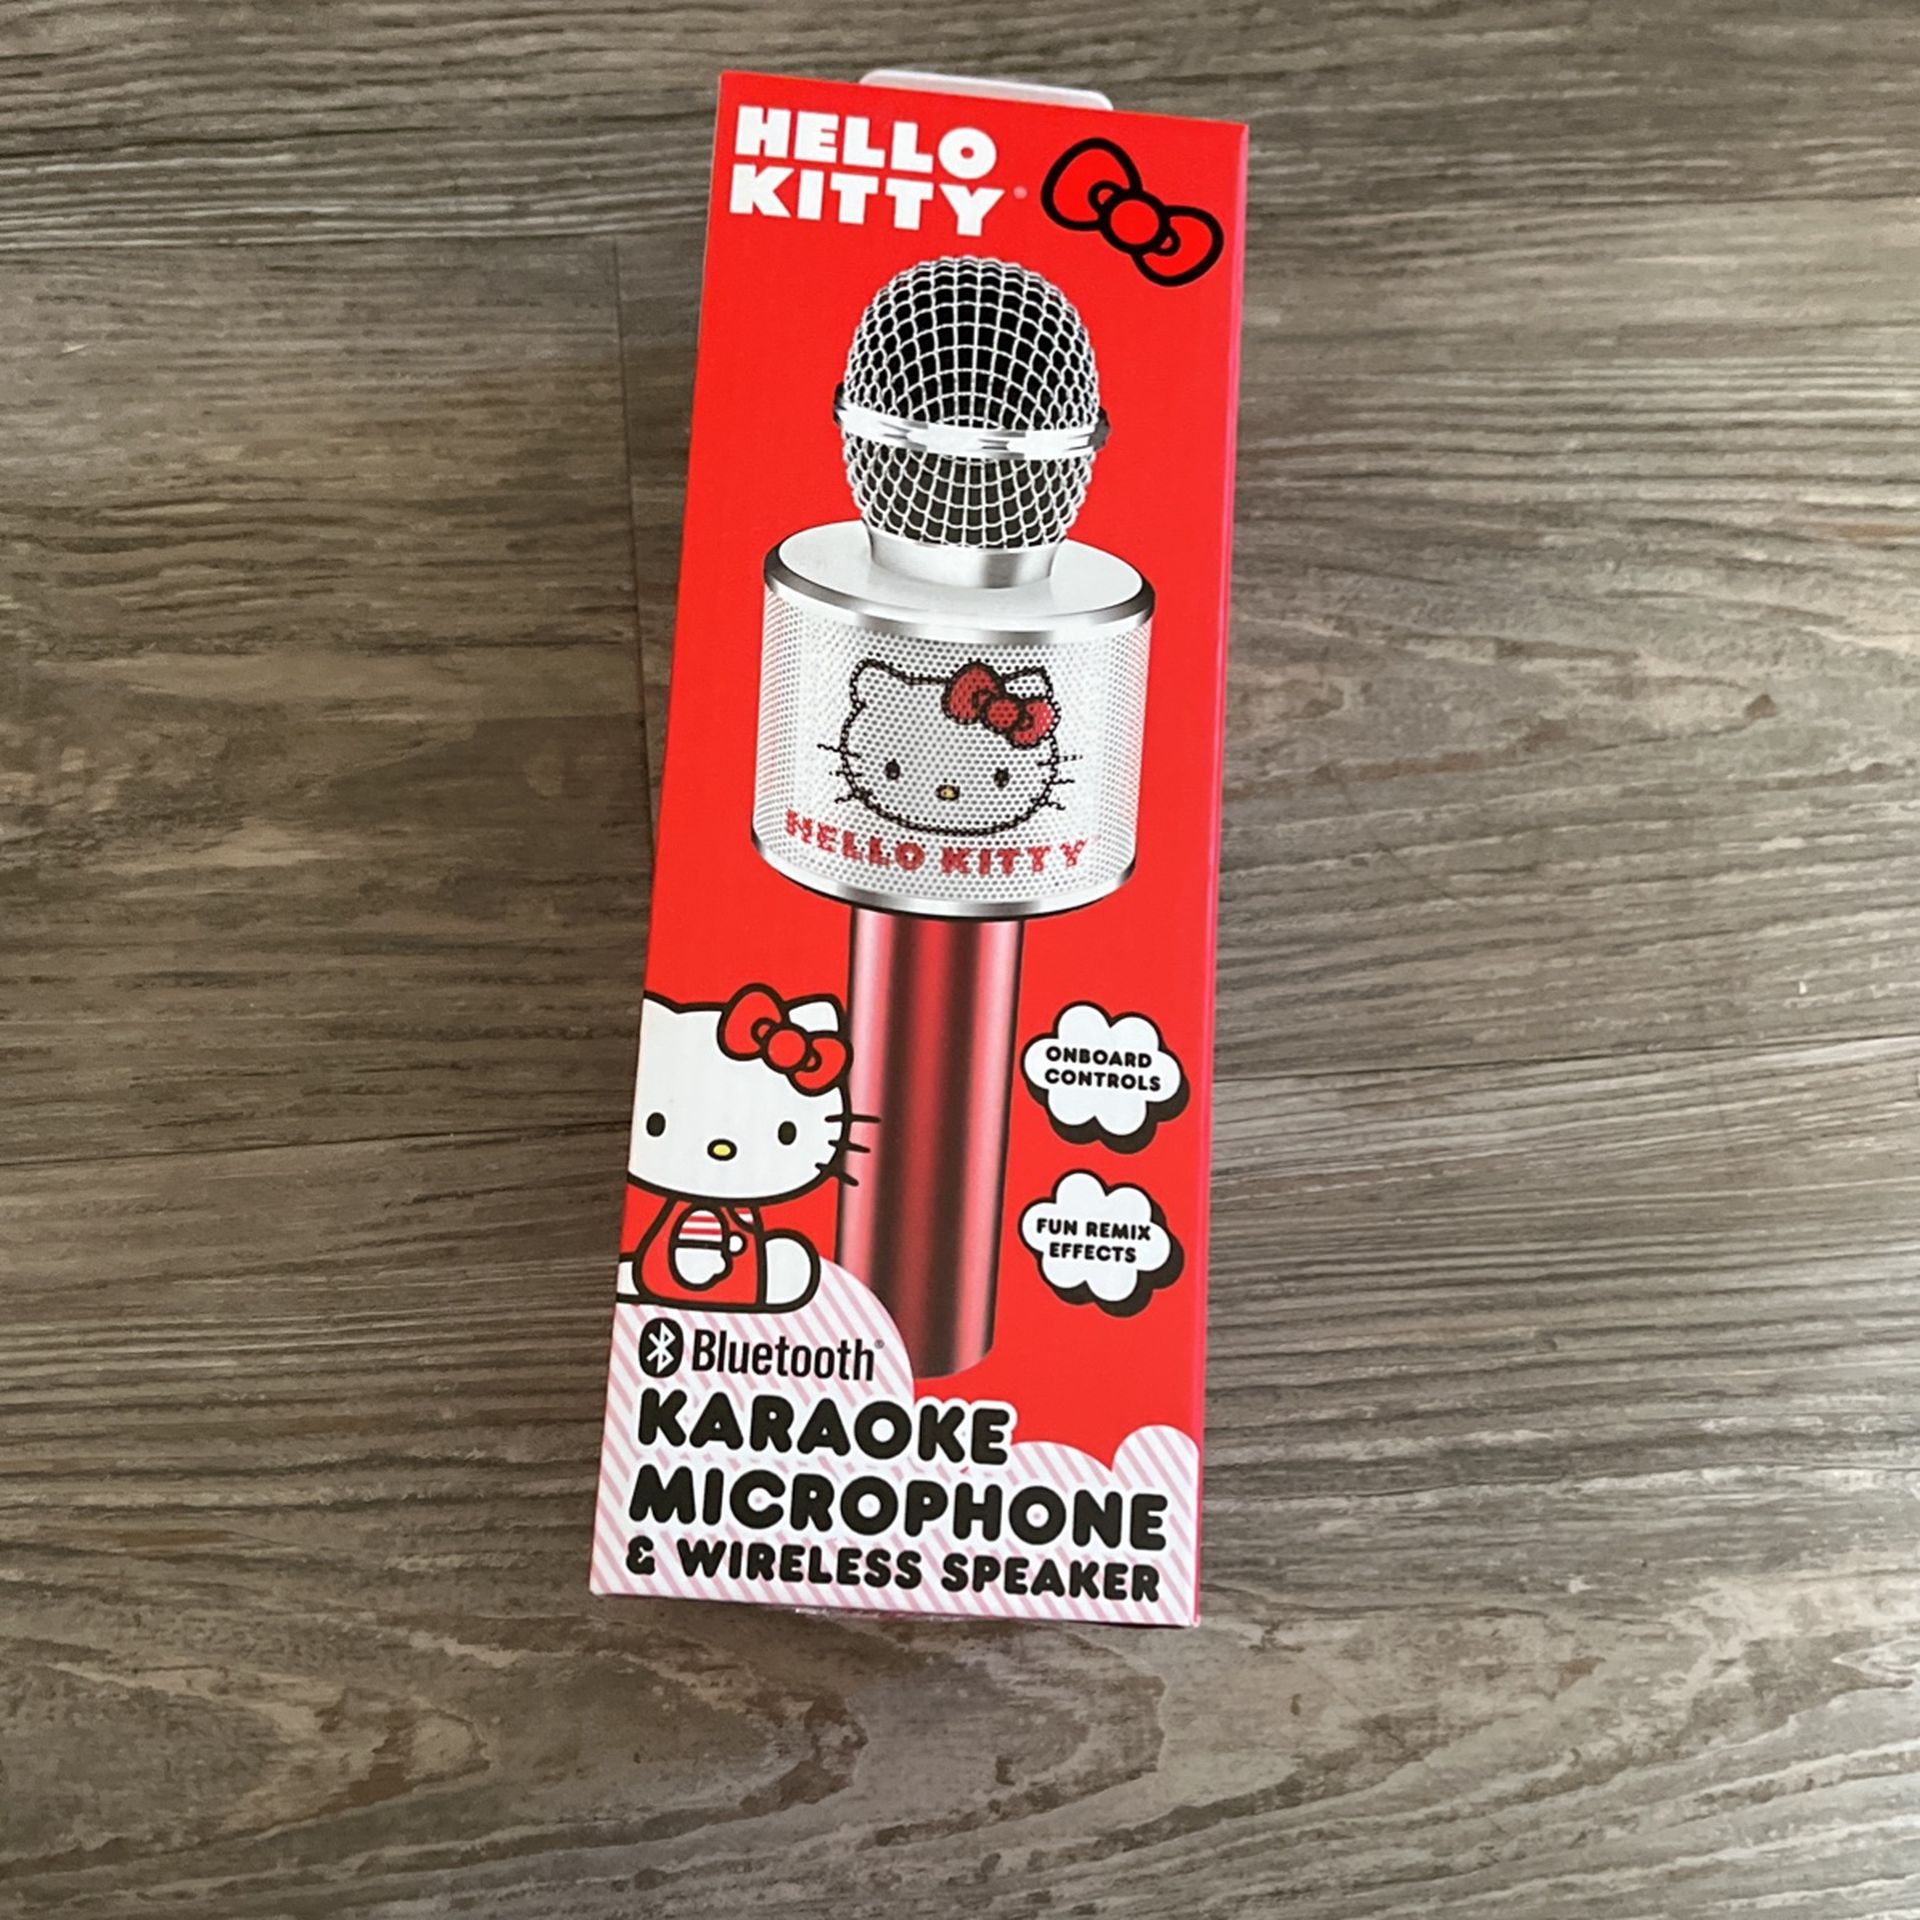 HELLO
KITTY®
HELLO KITTY
ONBOARD
CONTROLS
FUN REMIX
EFFECTS
Bluetooth®
KARAOKE
MICROPHONE
& WIRELESS SPEAKER